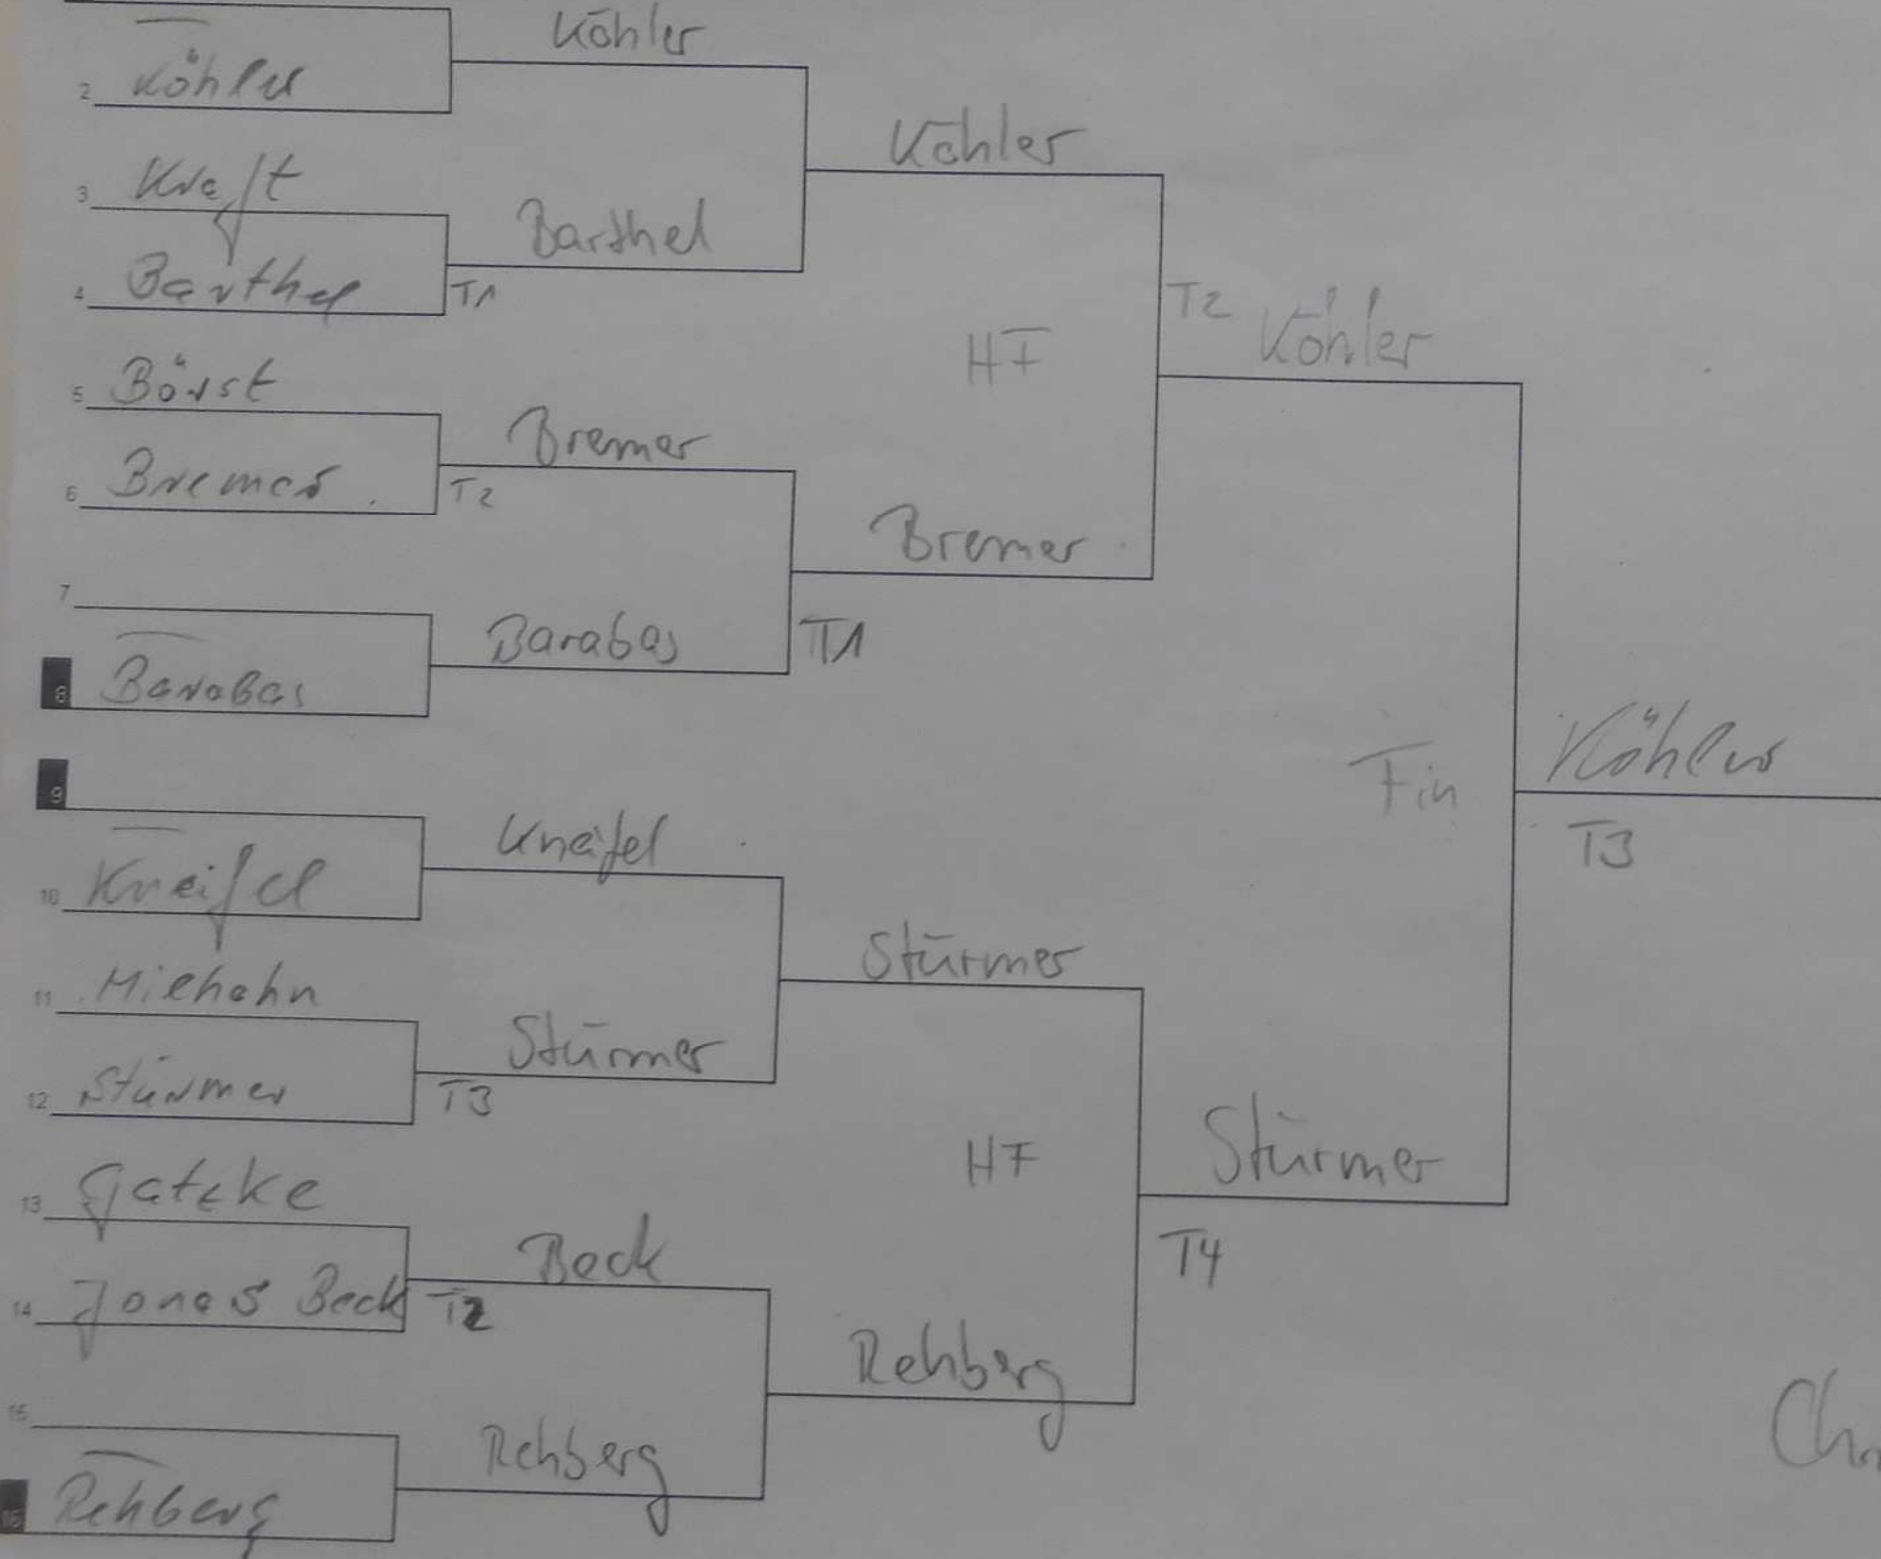 Köhler
2 Köhler
Köhler
3 Kraft
Barthel
4 Barthel T1
T2 Köhler
HF
5 Börst
Bremer
6 Bremer T2
Bremer
7
Barabas T1
8 Barabas
Fin Köhler
T3
9
Kneifel
10 Kneifel
Stürmer
11 Miehahn
Stürmer
12 Stürmer T3
HF Stürmer
13 Gatzke
T4
Beck
14 Jonas Beck T2
Rehberg
15
Rehberg
16 Rehberg